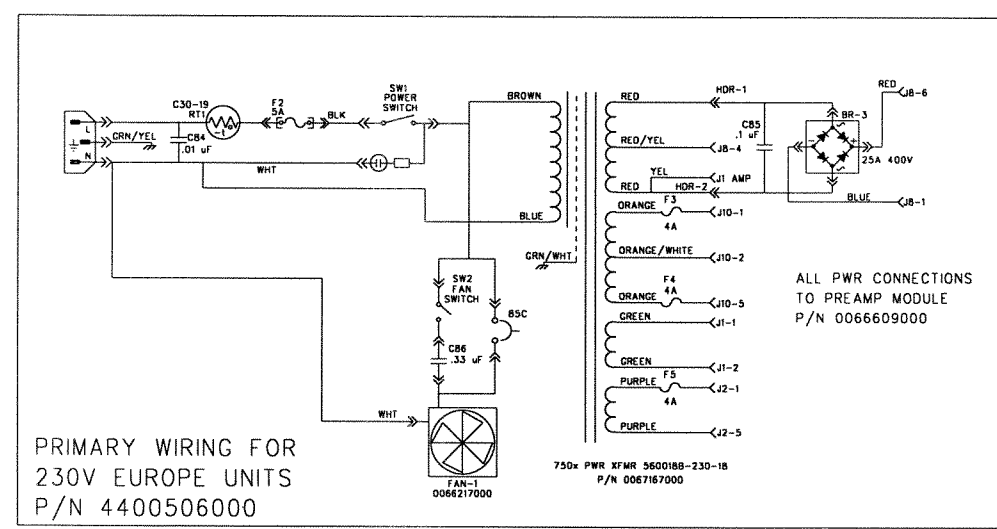 C30-19
RT1
-t
F2
5A
BLK
SW1
POWER
SWITCH
L
GRN/YEL
N
C84
.01 uF
WHT
BROWN
BLUE
GRN/WHT
SW2
FAN
SWITCH
85C
C86
.33 uF
WHT
FAN-1
0066217000
RED
HDR-1
RED/YEL
J8-4
YEL
J1 AMP
RED
HDR-2
C85
.1 uF
BR-3
25A 400V
RED
J8-6
BLUE
J8-1
ORANGE
F3
4A
J10-1
ORANGE/WHITE
J10-2
ORANGE
F4
4A
J10-5
GREEN
J1-1
GREEN
J1-2
PURPLE
F5
4A
J2-1
PURPLE
J2-5
750x PWR XFMR 560018B-230-18
P/N 0067167000
ALL PWR CONNECTIONS
TO PREAMP MODULE
P/N 0066609000
PRIMARY WIRING FOR
230V EUROPE UNITS
P/N 4400506000